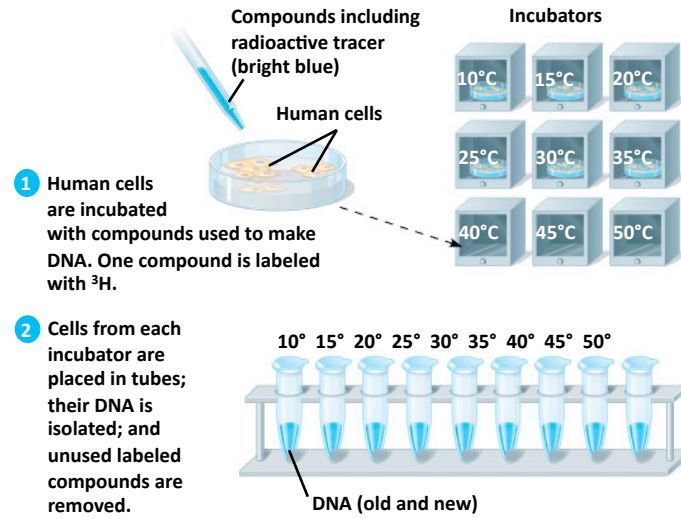 Compounds including
radioactive tracer
(bright blue)
Human cells
Incubators
10°C 15°C 20°C
25°C 30°C 35°C
40°C 45°C 50°C
1 Human cells
are incubated
with compounds used to make
DNA. One compound is labeled
with ³H.
2 Cells from each
incubator are
placed in tubes;
their DNA is
isolated; and
unused labeled
compounds are
removed.
10° 15° 20° 25° 30° 35° 40° 45° 50°
DNA (old and new)